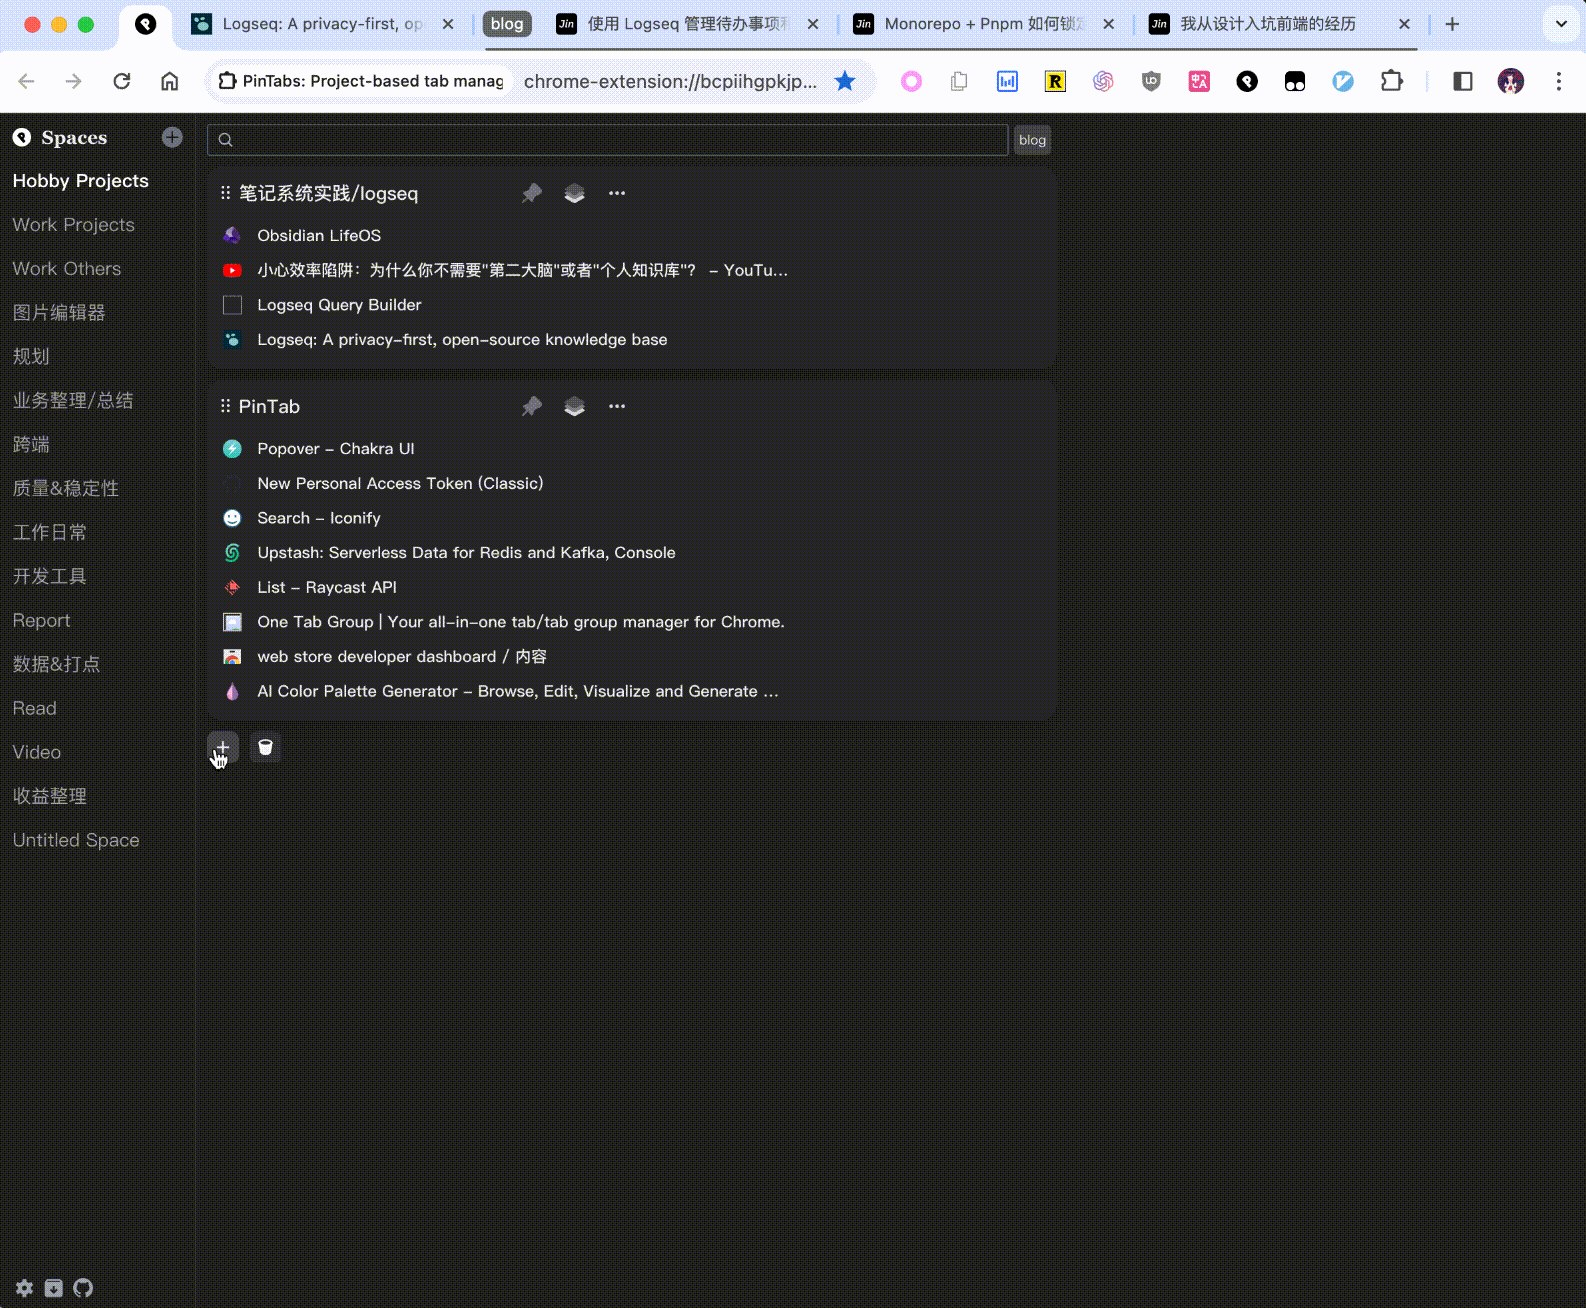 Logseq: A privacy-first, op
blog
使用 Logseq 管理待办事项和
Monorepo + Pnpm 如何锁定
我从设计入坑前端的经历
PinTabs: Project-based tab manag
chrome-extension://bcpiihgpkjp...
Spaces
blog
Hobby Projects
Work Projects
Work Others
图片编辑器
规划
业务整理/总结
跨端
质量&稳定性
工作日常
开发工具
Report
数据&打点
Read
Video
收益整理
Untitled Space
笔记系统实践/logseq
Obsidian LifeOS
小心效率陷阱：为什么你不需要"第二大脑"或者"个人知识库"？ - YouTu...
Logseq Query Builder
Logseq: A privacy-first, open-source knowledge base
PinTab
Popover - Chakra UI
New Personal Access Token (Classic)
Search - Iconify
Upstash: Serverless Data for Redis and Kafka, Console
List - Raycast API
One Tab Group | Your all-in-one tab/tab group manager for Chrome.
web store developer dashboard / 内容
AI Color Palette Generator - Browse, Edit, Visualize and Generate ...